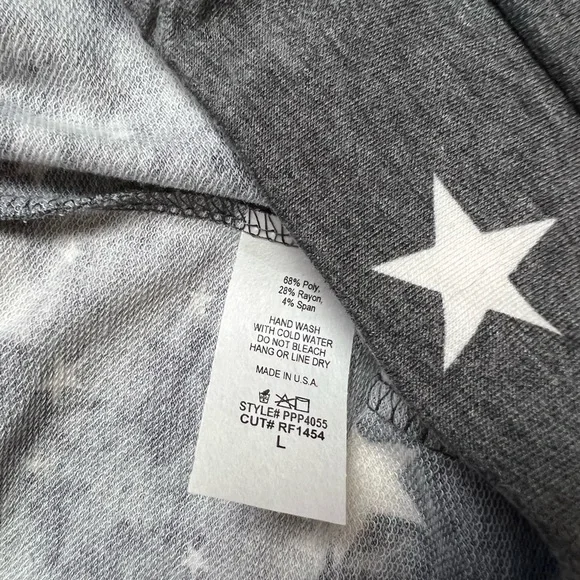 68% Poly,
28% Rayon,
4% Span
HAND WASH
WITH COLD WATER
DO NOT BLEACH
HANG OR LINE DRY
MADE IN U.S.A.
STYLE# PPP4055
CUT# RF1454
L